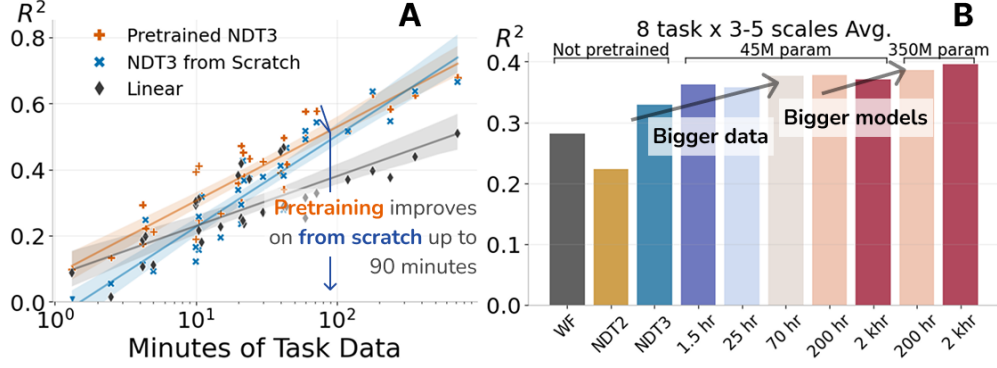 R²
A
0.8
0.6
0.4
0.2
0.0
Pretrained NDT3
NDT3 from Scratch
Linear
Pretraining improves
on from scratch up to
90 minutes
10⁰
10¹
10²
Minutes of Task Data
B
8 task x 3-5 scales Avg.
R²
Not pretrained
45M param
350M param
0.4
0.3
0.2
0.1
0.0
Bigger data
Bigger models
WF
NDT2
NDT3
1.5 hr
25 hr
70 hr
200 hr
2 khr
200 hr
2 khr